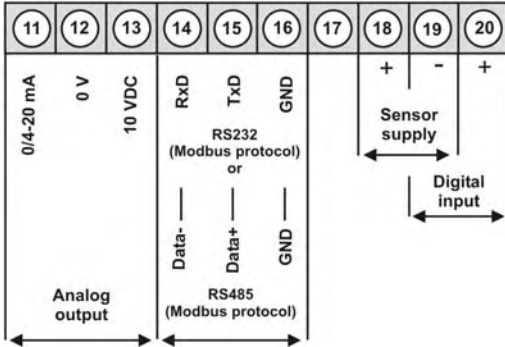 11 12 13 14 15 16 17 18 19 20
+ - +
0/4-20 mA
0 V
10 VDC
RxD
TxD
GND
RS232
(Modbus protocol)
or
Data-
Data+
GND
RS485
(Modbus protocol)
Analog
output
Sensor
supply
Digital
input